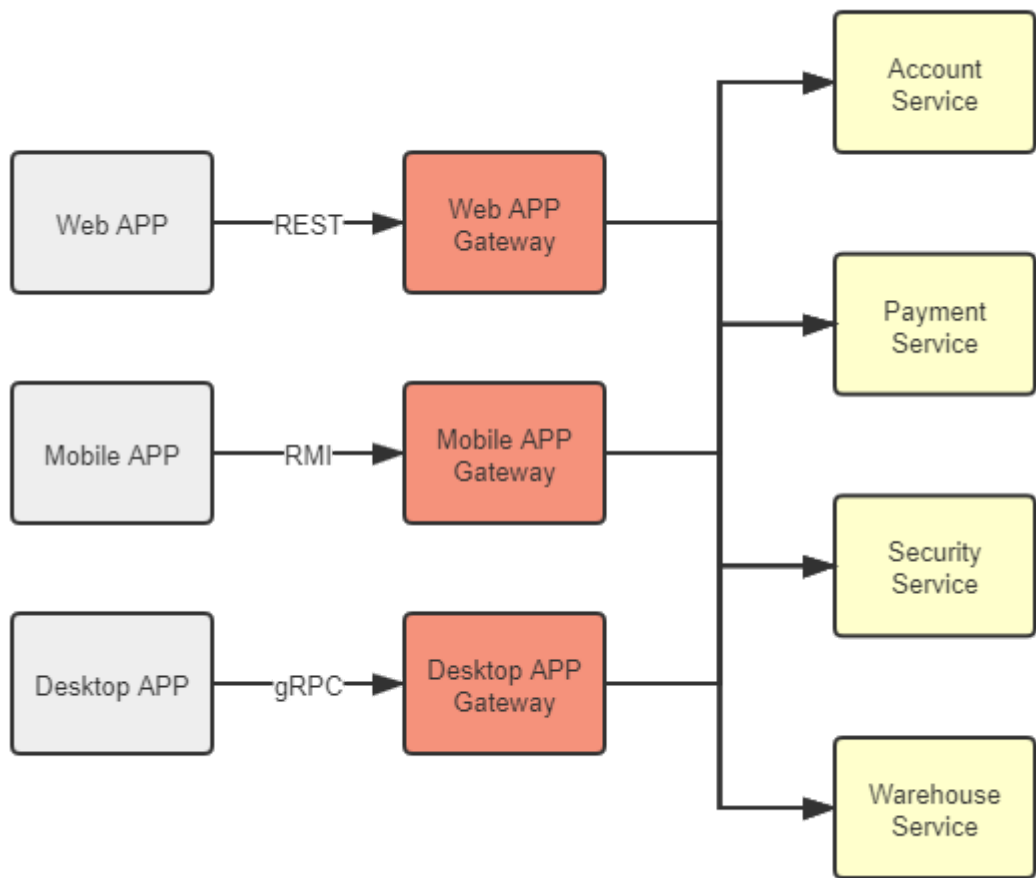 Account
Service
Web APP
REST
Web APP
Gateway
Payment
Service
Mobile APP
RMI
Mobile APP
Gateway
Security
Service
Desktop APP
gRPC
Desktop APP
Gateway
Warehouse
Service